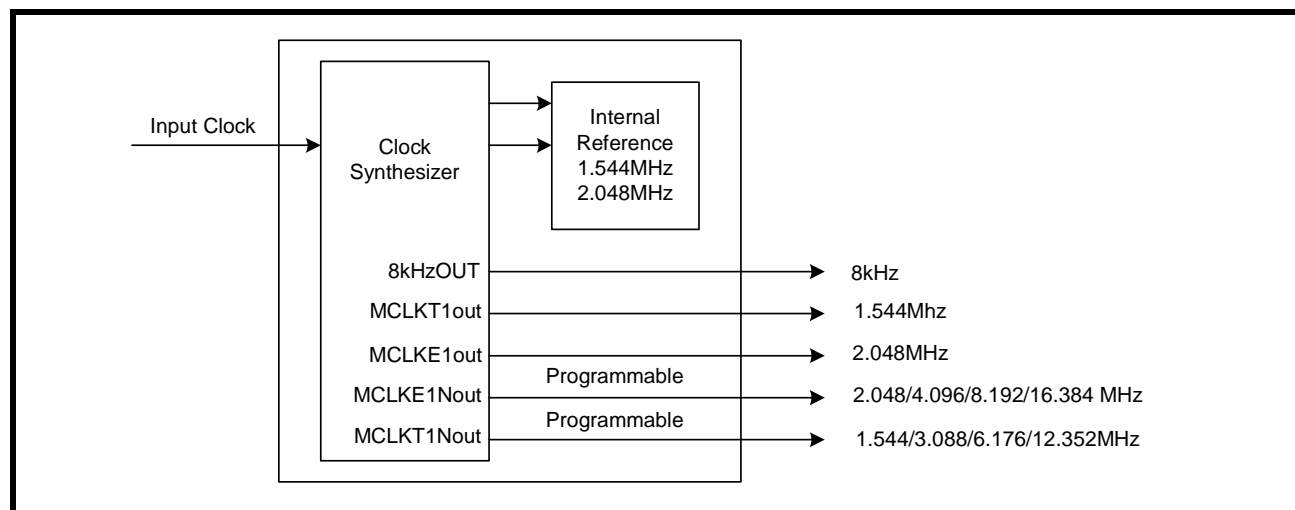 Input Clock
Clock
Synthesizer
Internal
Reference
1.544MHz
2.048MHz
8kHzOUT
8kHz
MCLKT1out
1.544Mhz
MCLKE1out
2.048MHz
MCLKE1Nout
Programmable
2.048/4.096/8.192/16.384 MHz
MCLKT1Nout
Programmable
1.544/3.088/6.176/12.352MHz